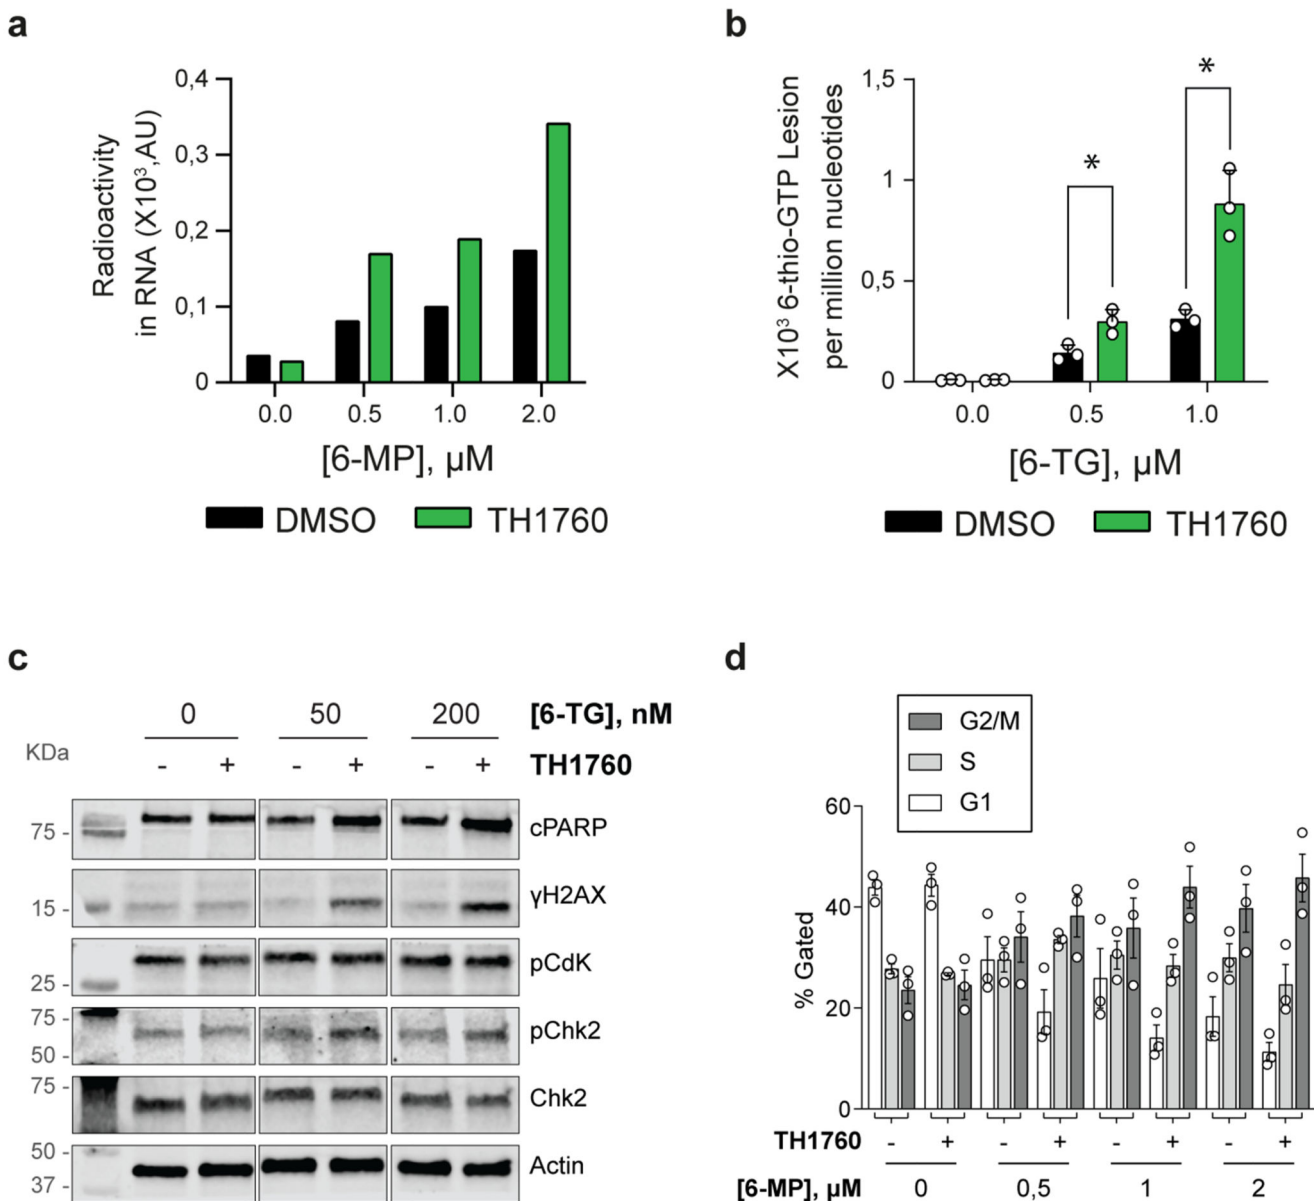 a
Radioactivity
in RNA (X10³,AU)
0,4
0,3
0,2
0,1
0
0.0 0.5 1.0 2.0
[6-MP], µM
DMSO TH1760
b
X10³ 6-thio-GTP Lesion
per million nucleotides
1,5
1
0,5
0
* *
0.0 0.5 1.0
[6-TG], µM
DMSO TH1760
c
0 50 200 [6-TG], nM
KDa
- + - + - + TH1760
75 - cPARP
15 - γH2AX
25 - pCdK
75 -
50 - pChk2
75 - Chk2
50 -
37 - Actin
d
G2/M
S
G1
% Gated
60
40
20
0
TH1760 - + - + - + - +
[6-MP], µM 0 0,5 1 2